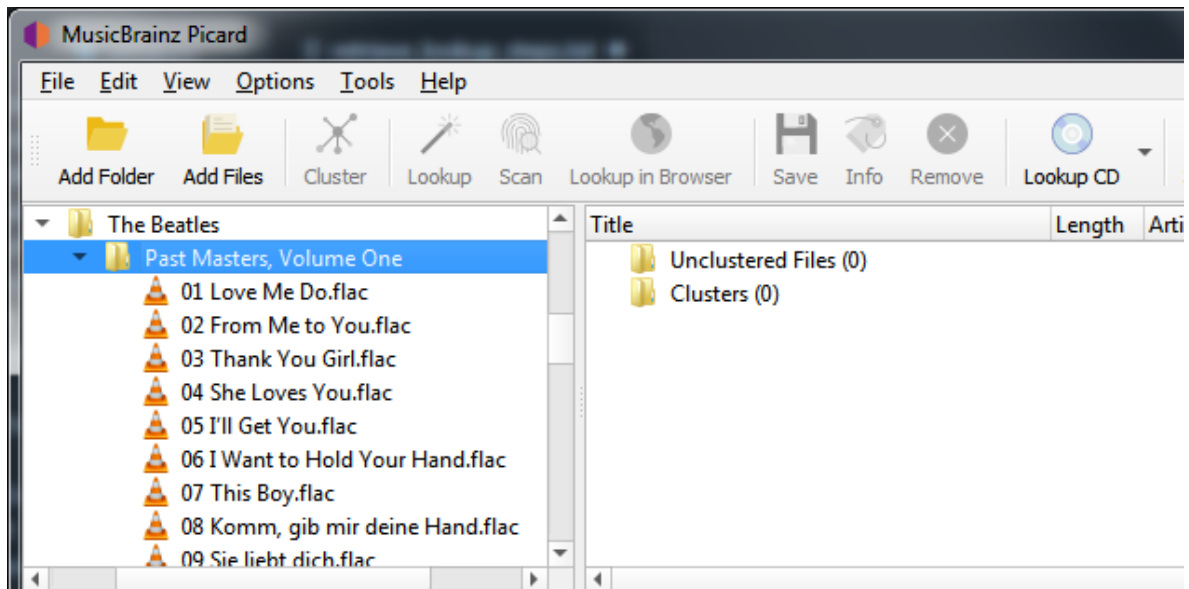 MusicBrainz Picard
File Edit View Options Tools Help
Add Folder Add Files Cluster Lookup Scan Lookup in Browser Save Info Remove Lookup CD
The Beatles
Past Masters, Volume One
01 Love Me Do.flac
02 From Me to You.flac
03 Thank You Girl.flac
04 She Loves You.flac
05 I'll Get You.flac
06 I Want to Hold Your Hand.flac
07 This Boy.flac
08 Komm, gib mir deine Hand.flac
09 Sie liebt dich.flac
Title Length Arti
Unclustered Files (0)
Clusters (0)